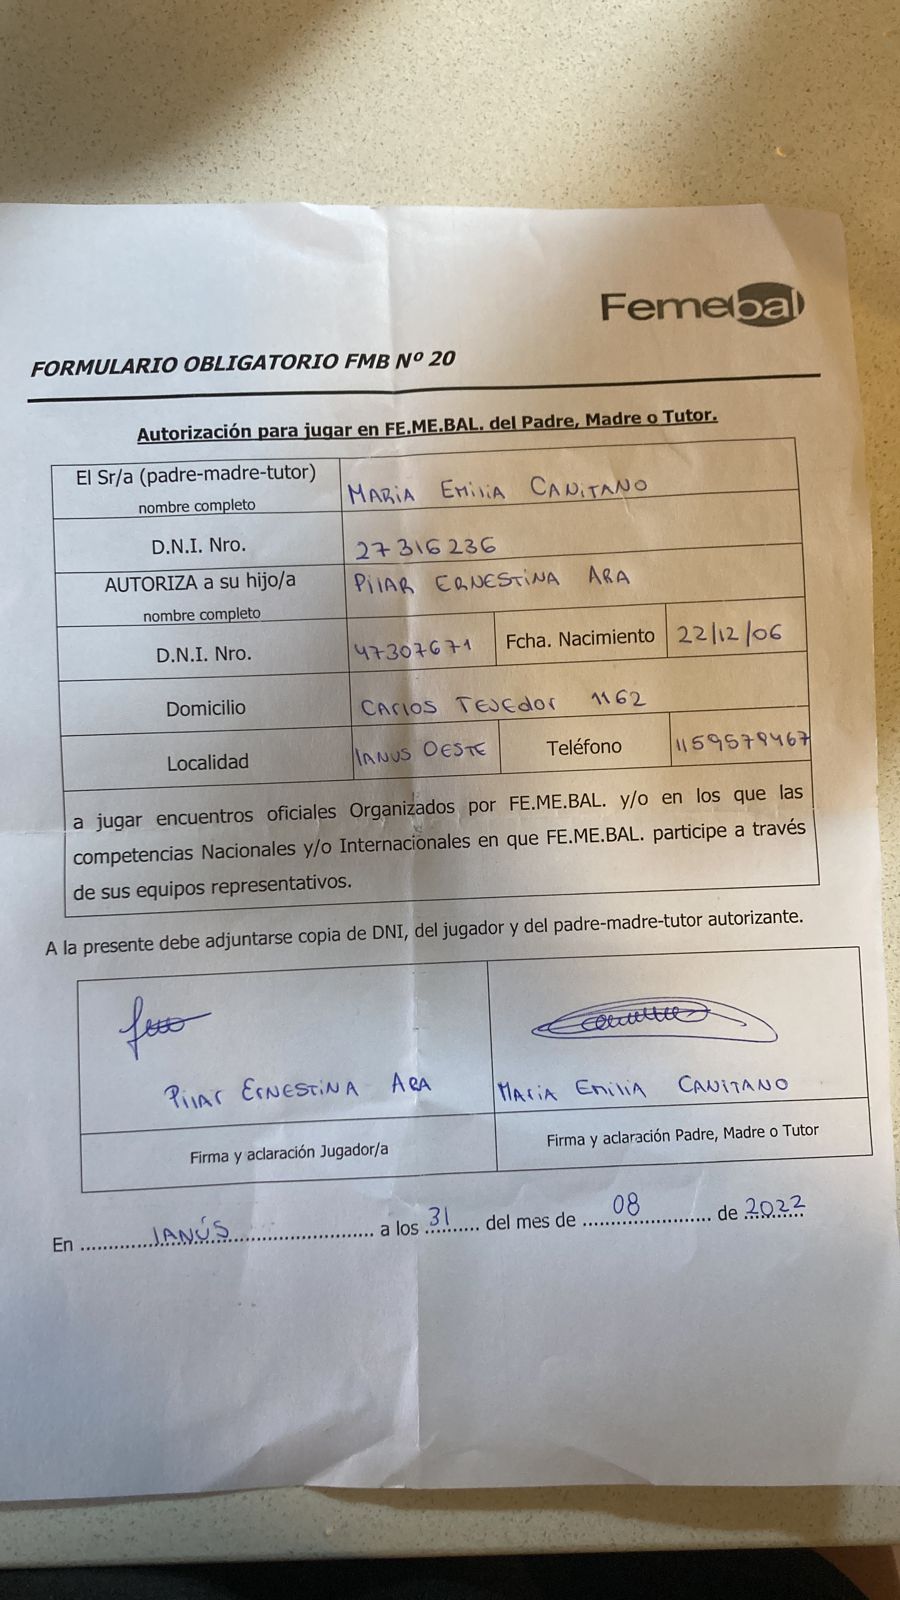 Femebal
FORMULARIO OBLIGATORIO FMB Nº 20
Autorización para jugar en FE.ME.BAL. del Padre, Madre o Tutor.
El Sr/a (padre-madre-tutor)
nombre completo
MARIA EMILIA CANITANO
D.N.I. Nro.
27316236
AUTORIZA a su hijo/a
nombre completo
PILAR ERNESTINA ARA
D.N.I. Nro.
47307671
Fcha. Nacimiento
22/12/06
Domicilio
CARLOS TEJEdOR 1162
Localidad
LANUS OESTE
Teléfono
1159579467
a jugar encuentros oficiales Organizados por FE.ME.BAL. y/o en los que las
competencias Nacionales y/o Internacionales en que FE.ME.BAL. participe a través
de sus equipos representativos.
A la presente debe adjuntarse copia de DNI, del jugador y del padre-madre-tutor autorizante.
PILAR ERNESTINA ARA
MARIA EMILIA CANITANO
Firma y aclaración Jugador/a
Firma y aclaración Padre, Madre o Tutor
En ........ LANÚS ........ a los 31 ........ del mes de ........ 08 ........ de 2022